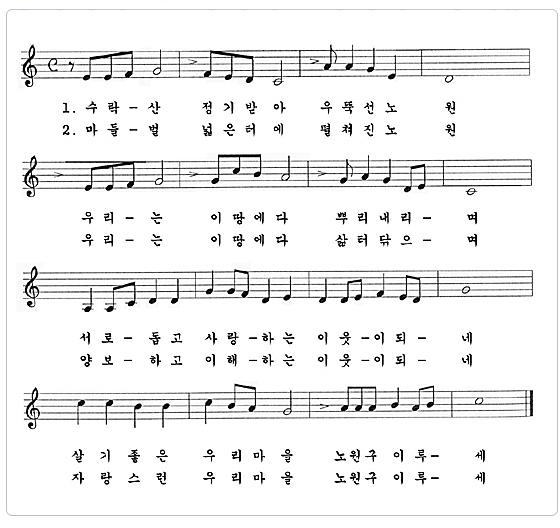 1. 수 락 – 산 정 기 받 아 우 뚝 선 노 원
2. 마 들 – 벌 넓 은 터 에 펼 쳐 진 노 원
우 리 – 는 이 땅 에 다 뿌 리 내 리 – 며
우 리 – 는 이 땅 에 다 삶 터 닦 으 – 며
서 로 – 돕 고 사 랑 – 하 는 이 웃 – 이 되 – 네
양 보 – 하 고 이 해 – 하 는 이 웃 – 이 되 – 네
살 기 좋 은 우 리 마 을 노 원 구 이 루 – 세
자 랑 스 런 우 리 마 을 노 원 구 이 루 – 세